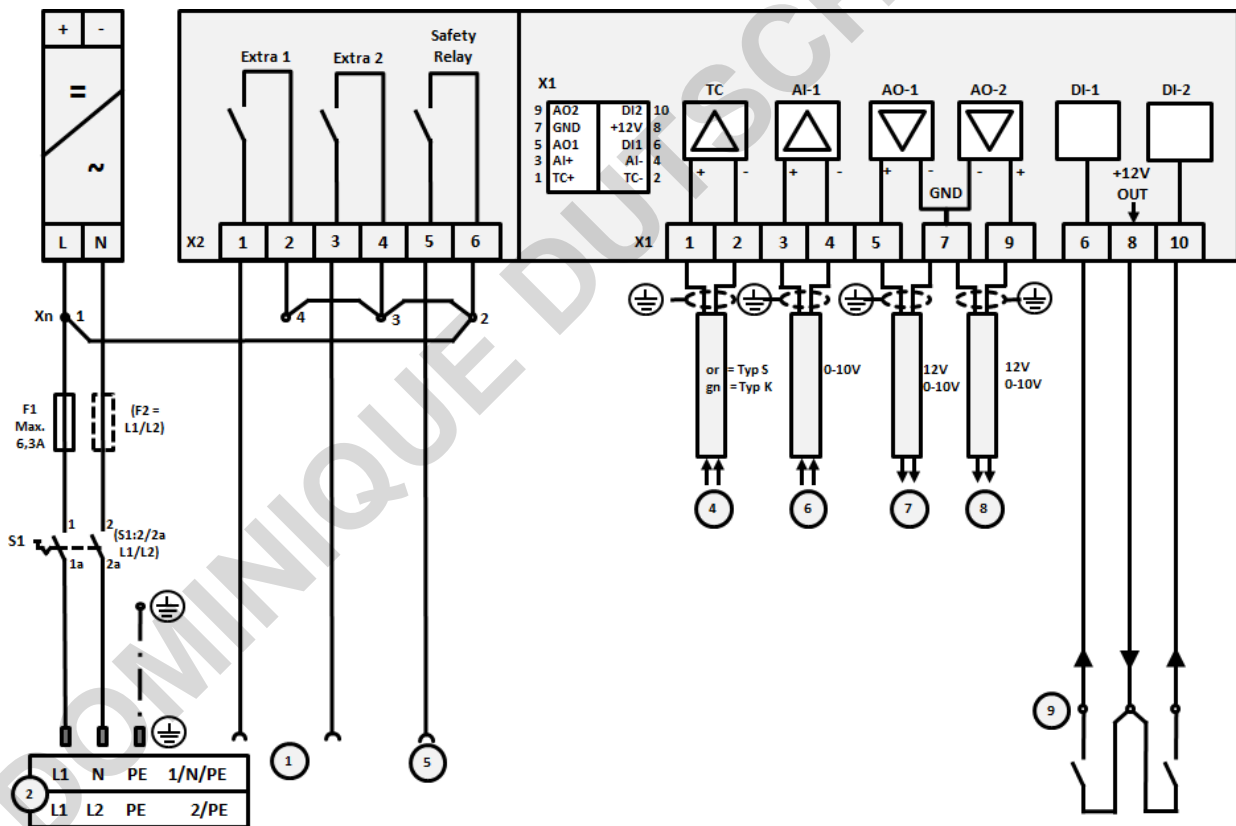 + -
=
~
L N
Extra 1
Extra 2
Safety
Relay
X2 1 2 3 4 5 6
X1
9 AO2 DI2 10
7 GND +12V 8
5 AO1 DI1 6
3 AI+ AI- 4
1 TC+ TC- 2
TC AI-1 AO-1 AO-2 DI-1 DI-2
+ - + - + - - +
GND
+12V
OUT
X1 1 2 3 4 5 7 9 6 8 10
Xn 1
4 3 2
F1
Max.
6,3A
(F2 =
L1/L2)
S1
1 2
(S1:2/2a
L1/L2)
1a 2a
or = Typ S
gn = Typ K
0-10V
12V
0-10V
12V
0-10V
4 6 7 8
9
1
5
2
L1 N PE 1/N/PE
L1 L2 PE 2/PE